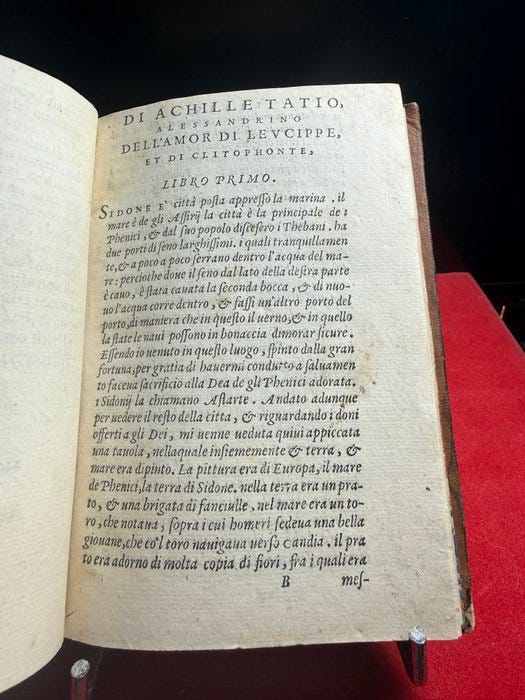 DI ACHILLE TATIO,
ALESSANDRINO
DELL'AMOR DI LEVCIPPE,
ET DI CLITOPHONTE,
LIBRO PRIMO.
SIDONE E' città posta appresso la marina . il
mare è de gli Assirij la città è la principale de i
Phenici, & dal suo popolo discesero i Thebani. ha
due porti di seno larghissimi. i quali tranquillamen
te, & a poco a poco serrano dentro l'acqua del ma-
re: percioche doue il seno dal lato della destra parte
è cauo, è stata cauata la seconda bocca, & di nuo-
uo l'acqua corre dentro, & fassi un'altro porto del
porto, di maniera che in questo il uerno, & in quello
la state le naui possono in bonaccia dimorar sicure.
Essendo io uenuto in questo luogo, spinto dalla gran
fortuna, per gratia di hauermi condutto a saluamen
to faceua sacrificio alla Dea de gli Phenici adorata.
i Sidonij la chiamano Astarte. Andato adunque
per uedere il resto della citta, & riguardando i doni
offerti a gli Dei, mi uenne ueduta quiui appiccata
una tauola, nellaquale insiemente & terra, &
mare era dipinto. La pittura era di Europa, il mare
de Phenici, la terra di Sidone. nella terra era un pra-
to, & una brigata di fanciulle. nel mare era un to-
ro, che notaua, sopra i cui homeri sedeua una bella
giouane, che co'l toro nauigaua uerso Candia. il pra
to era adorno di molta copia di fiori, fra i quali era
B mes-